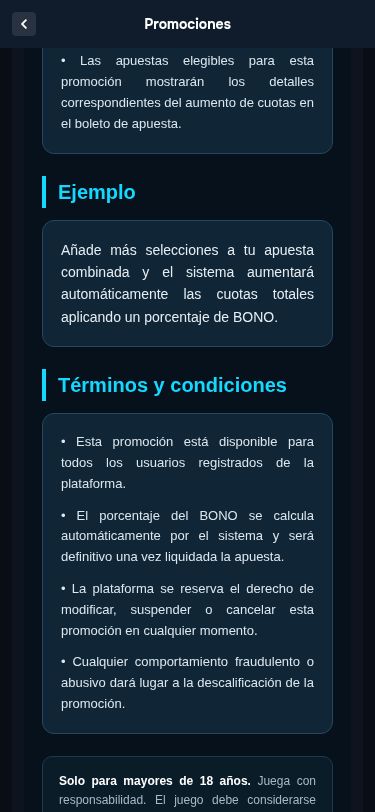 Promociones
• Las apuestas elegibles para esta
promoción mostrarán los detalles
correspondientes del aumento de cuotas en
el boleto de apuesta.
Ejemplo
Añade más selecciones a tu apuesta
combinada y el sistema aumentará
automáticamente las cuotas totales
aplicando un porcentaje de BONO.
Términos y condiciones
• Esta promoción está disponible para
todos los usuarios registrados de la
plataforma.
• El porcentaje del BONO se calcula
automáticamente por el sistema y será
definitivo una vez liquidada la apuesta.
• La plataforma se reserva el derecho de
modificar, suspender o cancelar esta
promoción en cualquier momento.
• Cualquier comportamiento fraudulento o
abusivo dará lugar a la descalificación de la
promoción.
Solo para mayores de 18 años. Juega con
responsabilidad. El juego debe considerarse